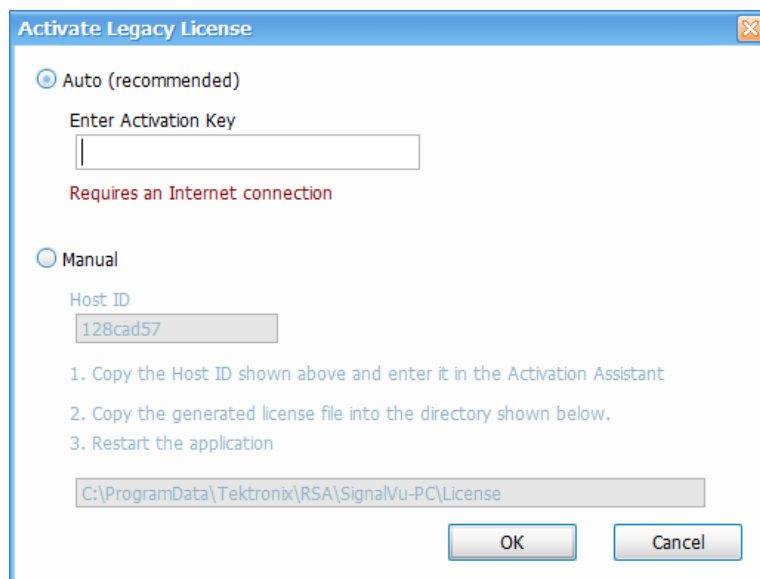 Activate Legacy License
Auto (recommended)
Enter Activation Key
Requires an Internet connection
Manual
Host ID
128cad57
1. Copy the Host ID shown above and enter it in the Activation Assistant
2. Copy the generated license file into the directory shown below.
3. Restart the application
C:\ProgramData\Tektronix\RSA\SignalVu-PC\License
OK Cancel